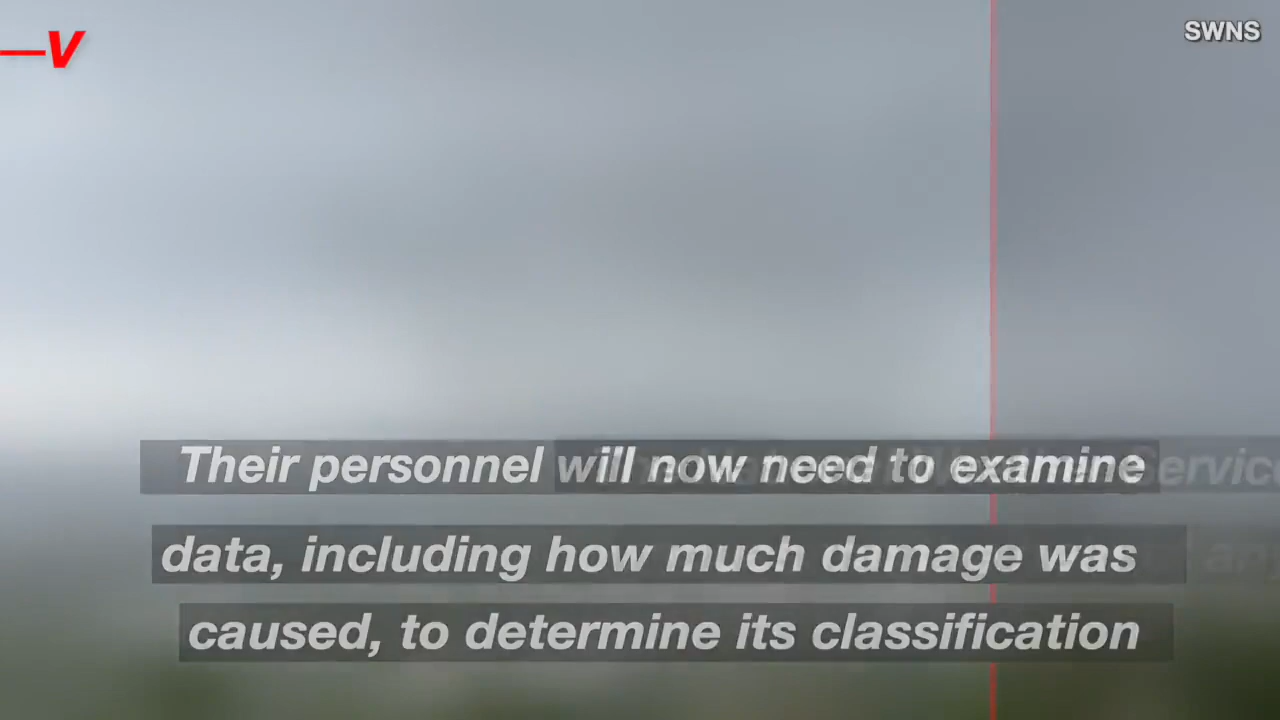 —V
SWNS
Their personnel will now need to examine
data, including how much damage was
caused, to determine its classification
Service